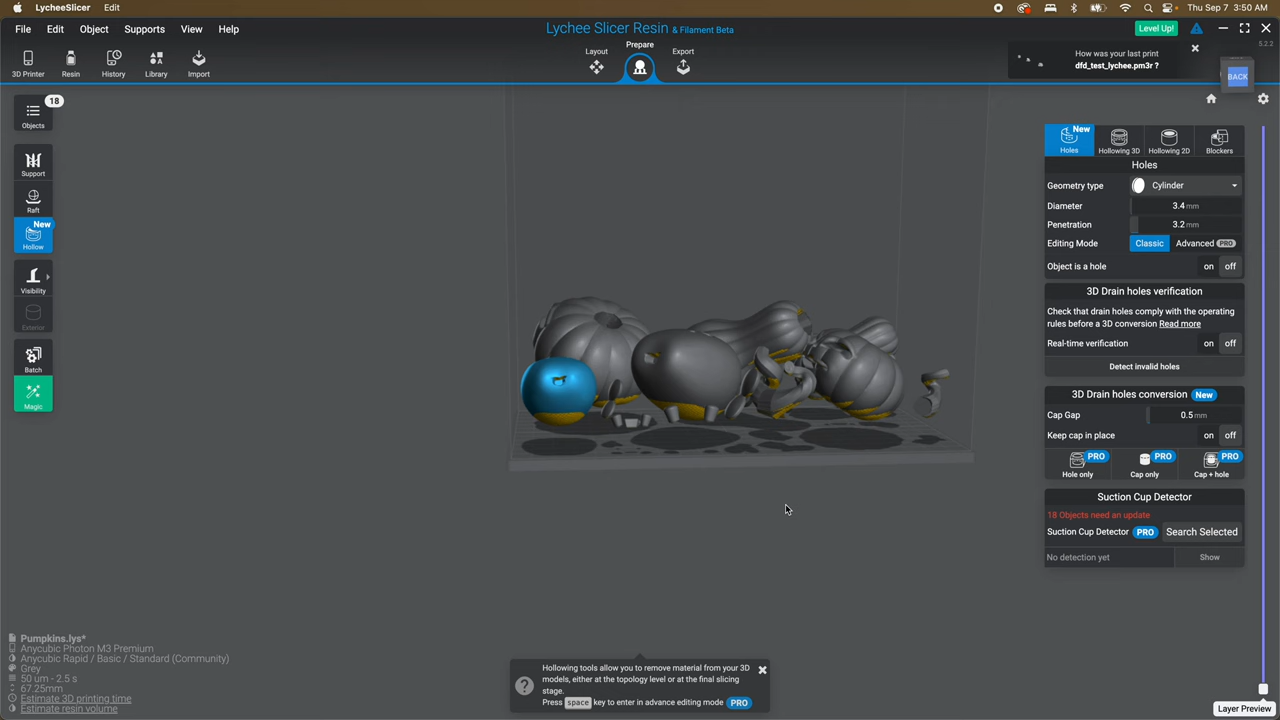 LycheeSlicer Edit
Thu Sep 7 3:50 AM
File Edit Object Supports View Help
Lychee Slicer Resin & Filament Beta
Level Up!
5.2.2
3D Printer Resin History Library Import
Layout Prepare Export
How was your last print
dfd_test_lychee.pm3r ?
BACK
18
Objects
Support
Raft
New
Hollow
Visibility
Exterior
Batch
Magic
New
Holes Hollowing 3D Hollowing 2D Blockers
Holes
Geometry type Cylinder
Diameter 3.4 mm
Penetration 3.2 mm
Editing Mode Classic Advanced PRO
Object is a hole on off
3D Drain holes verification
Check that drain holes comply with the operating
rules before a 3D conversion Read more
Real-time verification on off
Detect invalid holes
3D Drain holes conversion New
Cap Gap 0.5 mm
Keep cap in place on off
PRO PRO PRO
Hole only Cap only Cap + hole
Suction Cup Detector
18 Objects need an update
Suction Cup Detector PRO Search Selected
No detection yet Show
Pumpkins.lys*
Anycubic Photon M3 Premium
Anycubic Rapid / Basic / Standard (Community)
Grey
50 um - 2.5 s
67.25mm
Estimate 3D printing time
Estimate resin volume
Hollowing tools allow you to remove material from your 3D
models, either at the topology level or at the final slicing
stage.
Press space key to enter in advance editing mode PRO
Layer Preview